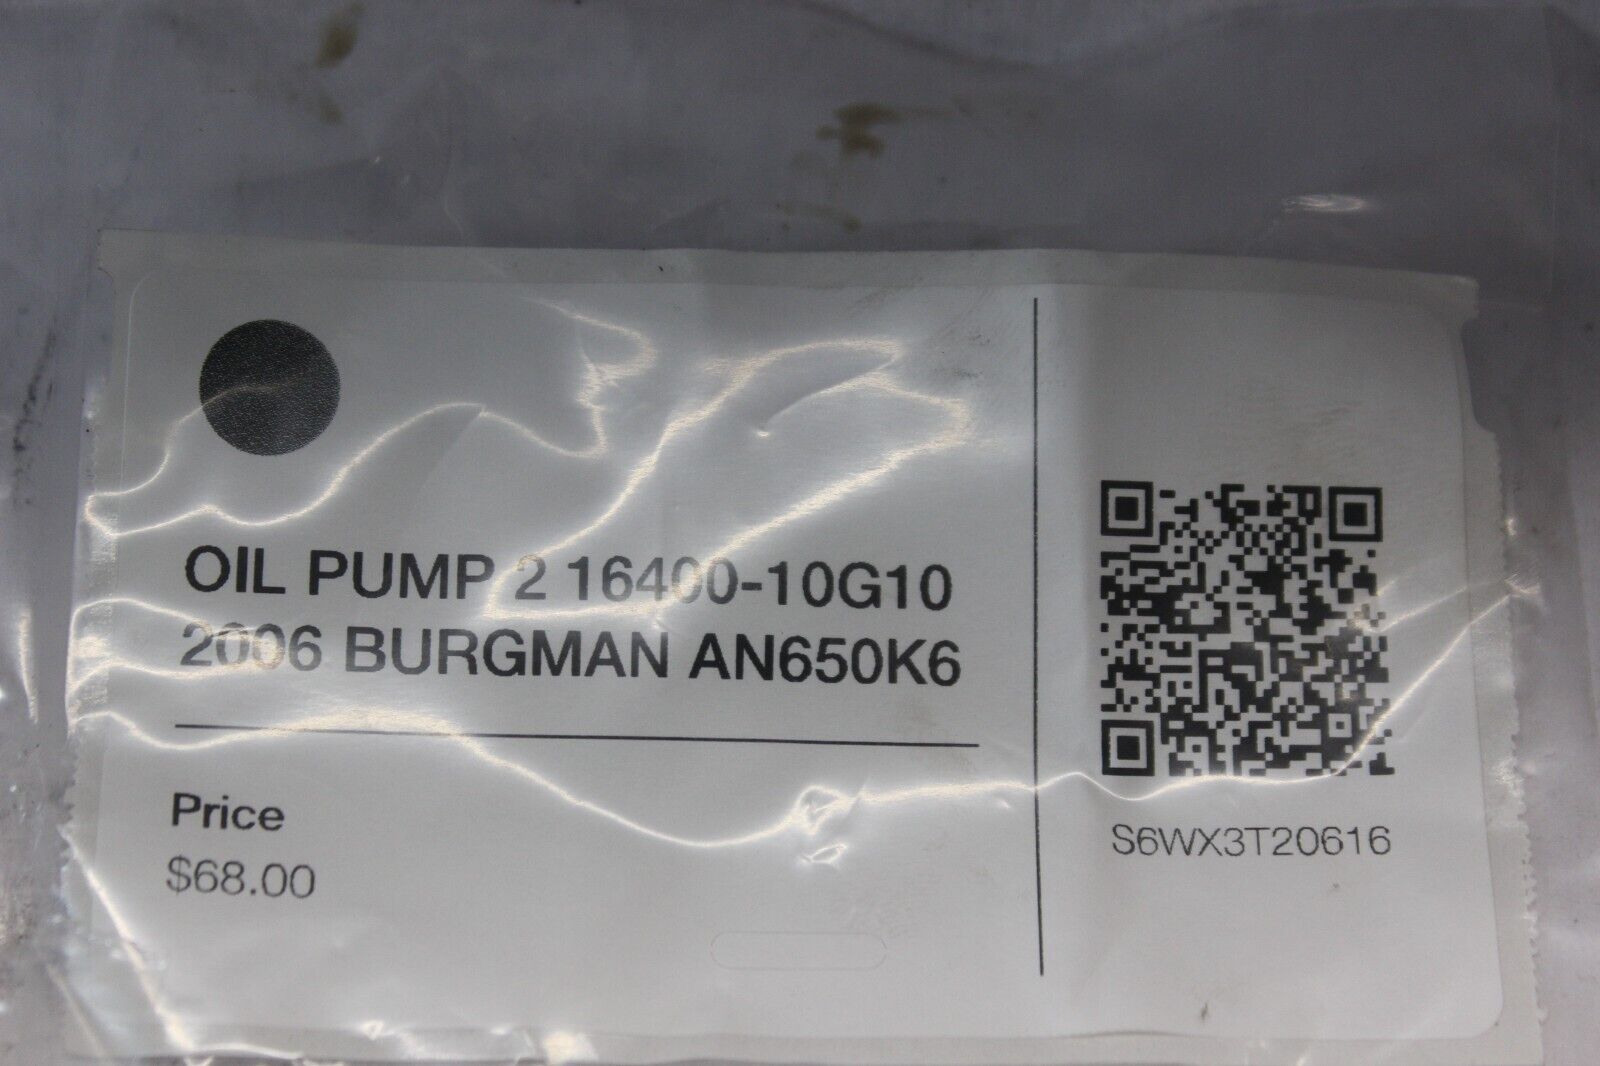 OIL PUMP 2 16400-10G10
2006 BURGMAN AN650K6
Price
$68.00
S6WX3T20616